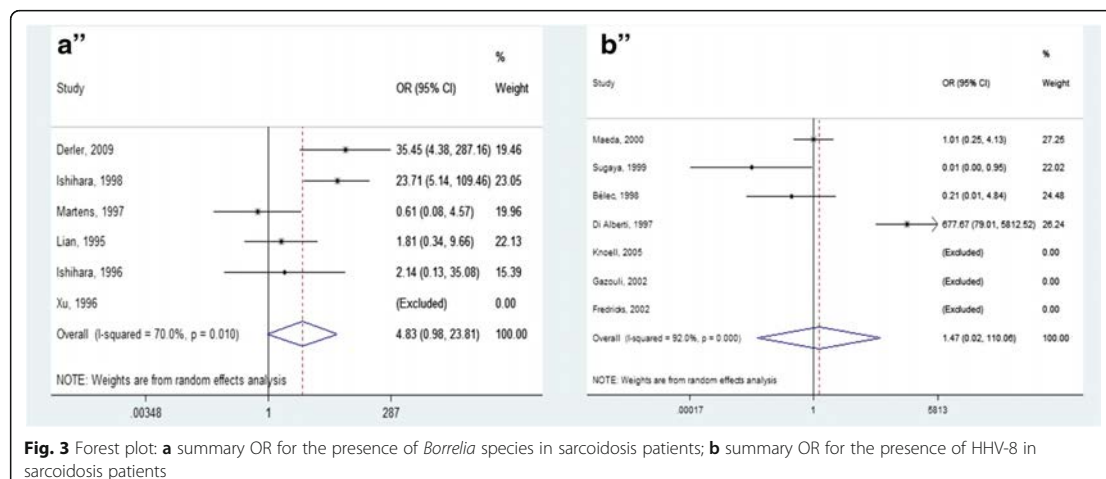 a”
%
Study OR (95% CI) Weight
Derler, 2009 35.45 (4.38, 287.16) 19.46
Ishihara, 1998 23.71 (5.14, 109.46) 23.05
Martens, 1997 0.61 (0.08, 4.57) 19.96
Lian, 1995 1.81 (0.34, 9.66) 22.13
Ishihara, 1996 2.14 (0.13, 35.08) 15.39
Xu, 1996 (Excluded) 0.00
Overall (I-squared = 70.0%, p = 0.010) 4.83 (0.98, 23.81) 100.00
NOTE: Weights are from random effects analysis
.00348 1 287
b”
%
Study OR (95% CI) Weight
Maeda, 2000 1.01 (0.25, 4.13) 27.25
Sugaya, 1999 0.01 (0.00, 0.95) 22.02
Bélec, 1998 0.21 (0.01, 4.84) 24.48
Di Alberti, 1997 677.67 (79.01, 5812.52) 26.24
Knoell, 2005 (Excluded) 0.00
Gazouli, 2002 (Excluded) 0.00
Fredricks, 2002 (Excluded) 0.00
Overall (I-squared = 92.0%, p = 0.000) 1.47 (0.02, 110.06) 100.00
NOTE: Weights are from random effects analysis
.00017 1 5813
Fig. 3 Forest plot: a summary OR for the presence of Borrelia species in sarcoidosis patients; b summary OR for the presence of HHV-8 in
sarcoidosis patients